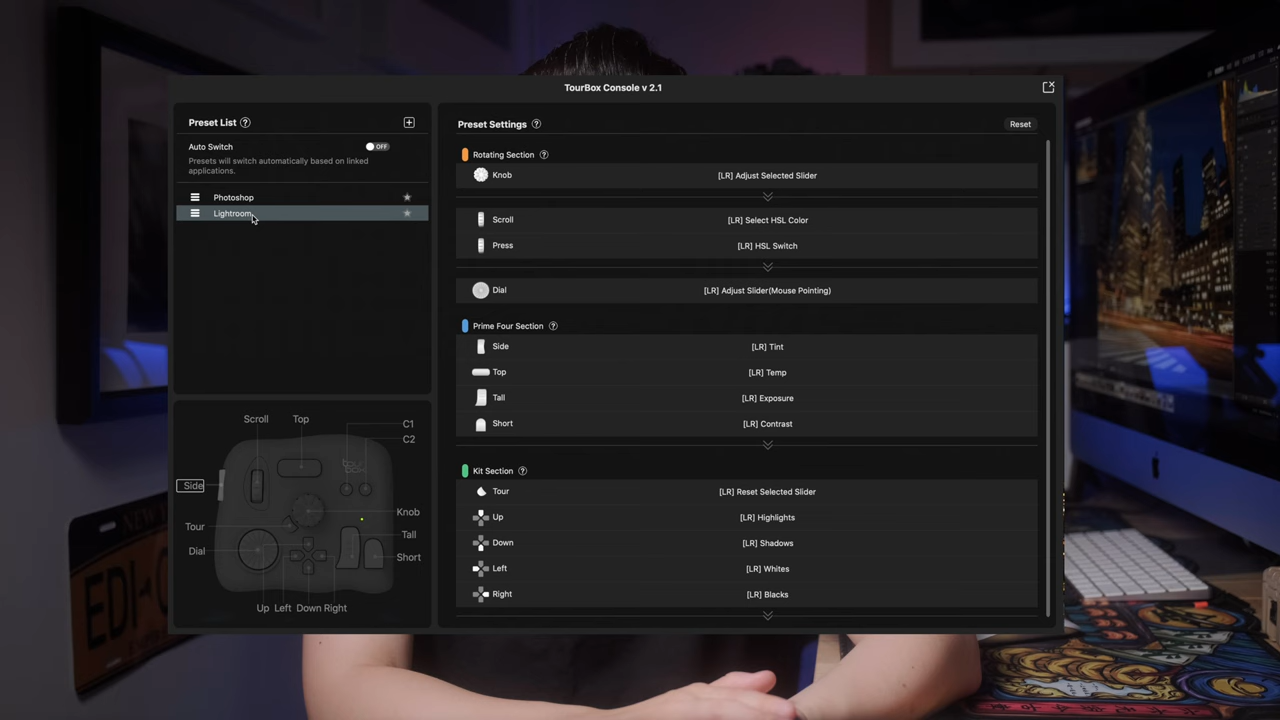 TourBox Console v 2.1
Preset List ?
Auto Switch
OFF
Presets will switch automatically based on linked
applications.
Photoshop
Lightroom
Scroll
Top
C1
C2
Side
Tour
Knob
Tall
Dial
Short
Up
Left
Down
Right
Preset Settings ?
Reset
Rotating Section ?
Knob [LR] Adjust Selected Slider
Scroll [LR] Select HSL Color
Press [LR] HSL Switch
Dial [LR] Adjust Slider(Mouse Pointing)
Prime Four Section ?
Side [LR] Tint
Top [LR] Temp
Tall [LR] Exposure
Short [LR] Contrast
Kit Section ?
Tour [LR] Reset Selected Slider
Up [LR] Highlights
Down [LR] Shadows
Left [LR] Whites
Right [LR] Blacks
EDI